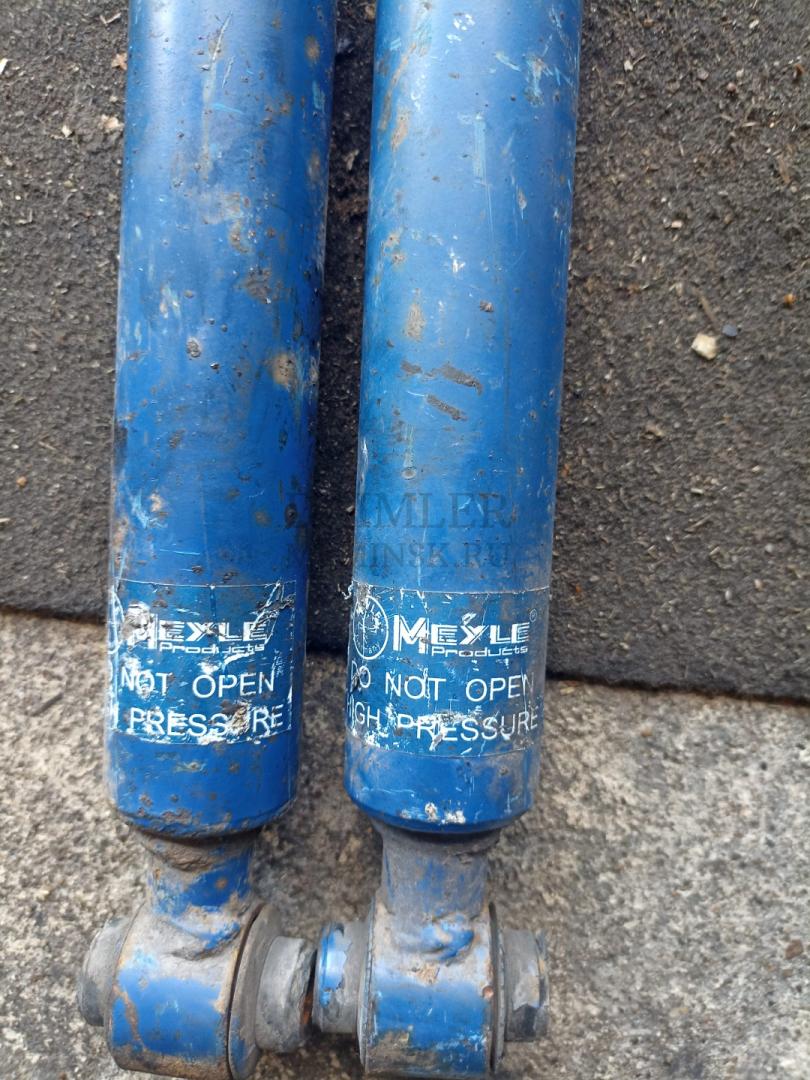 MEYLE
Products
NOT OPEN
PRESSURE
MEYLE®
Products
DO NOT OPEN
HIGH PRESSURE